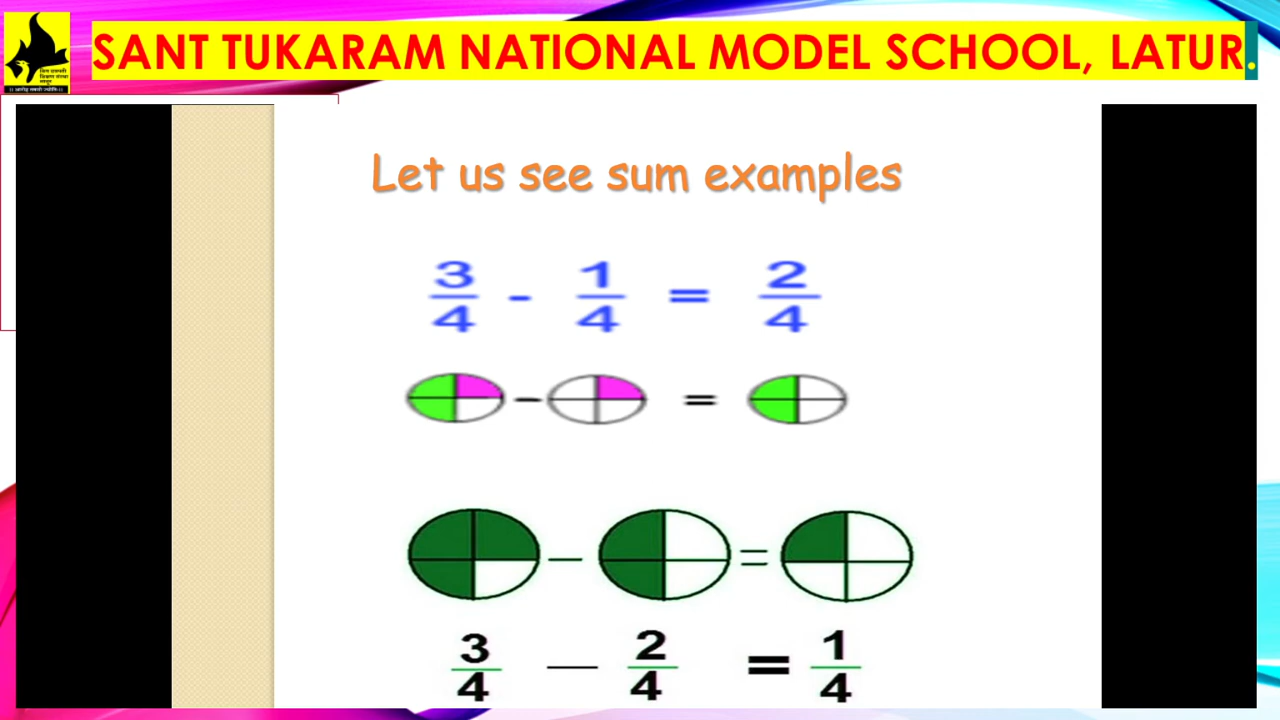 SANT TUKARAM NATIONAL MODEL SCHOOL, LATUR.
Let us see sum examples
3/4 - 1/4 = 2/4
- =
– =
3/4 — 2/4 = 1/4